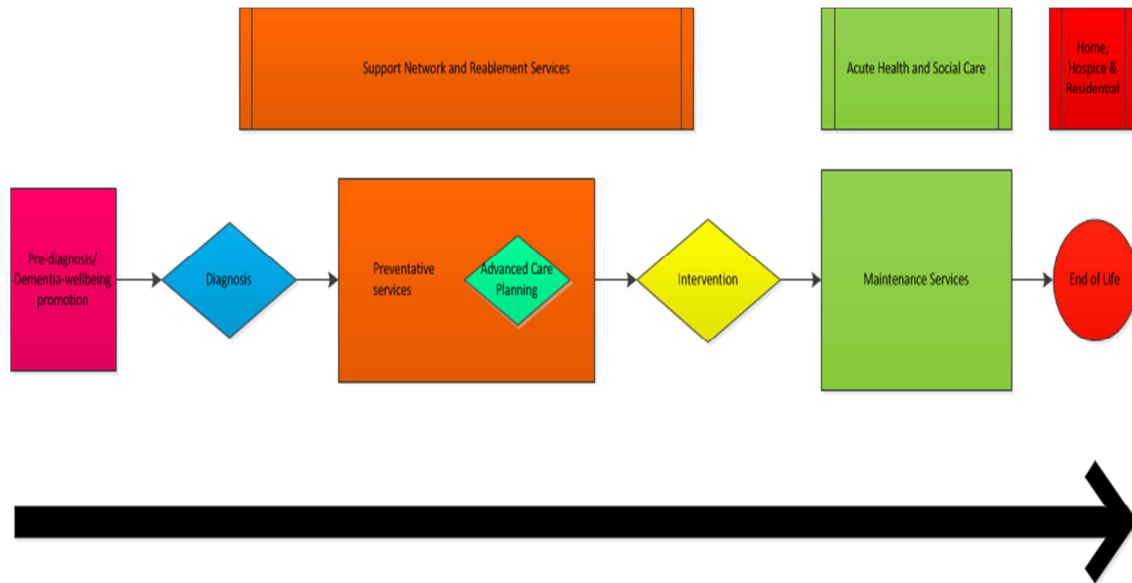 Support Network and Reablement Services
Acute Health and Social Care
Home,
Hospice &
Residential
Pre-diagnosis/
Dementia-wellbeing
promotion
Diagnosis
Preventative
services
Advanced Care
Planning
Intervention
Maintenance Services
End of Life